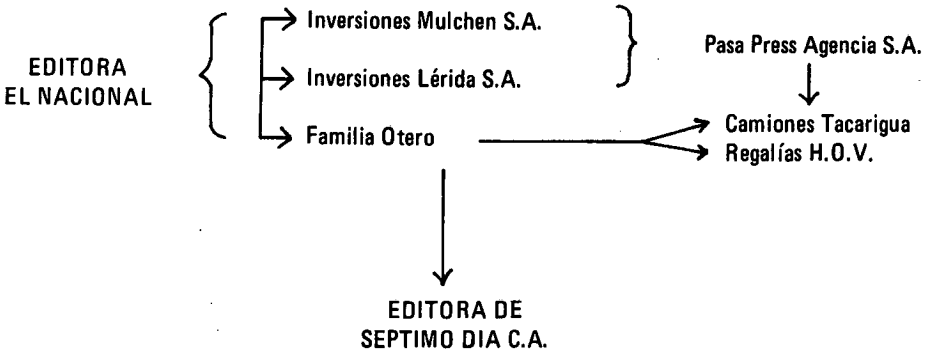 EDITORA
EL NACIONAL
Inversiones Mulchen S.A.
Inversiones Lérida S.A.
Familia Otero
Pasa Press Agencia S.A.
Camiones Tacarigua
Regalías H.O.V.
EDITORA DE
SEPTIMO DIA C.A.